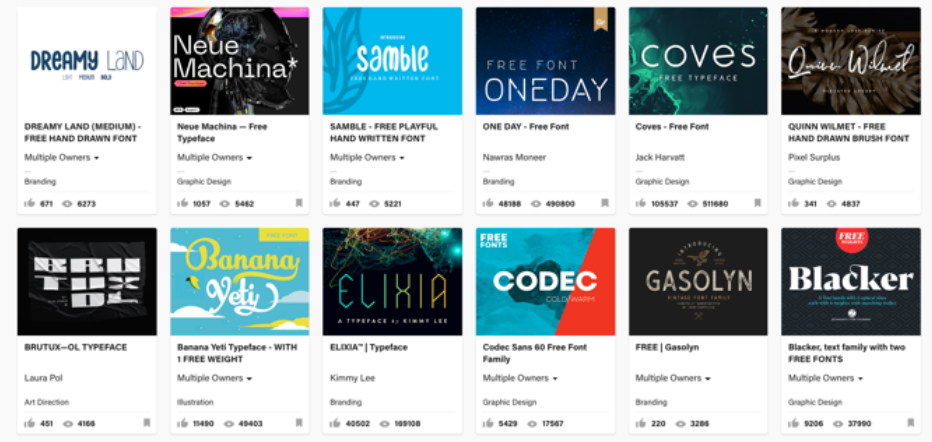 DREAMY LAND
LIGHT MEDIUM BOLD
DREAMY LAND (MEDIUM) -
FREE HAND DRAWN FONT
Multiple Owners
Branding
671 6273
Neue
Machina*
Neue Machina — Free
Typeface
Multiple Owners
Graphic Design
1057 5462
INTRODUCING
samble
FREE HAND WRITTEN FONT
SAMBLE - FREE PLAYFUL
HAND WRITTEN FONT
Multiple Owners
Branding
447 5221
Gr
FREE FONT
ONEDAY
ONE DAY - Free Font
Nawras Moneer
Branding
48188 490800
coves
FREE TYPEFACE
Coves - Free Font
Jack Harvatt
Graphic Design
105537 511680
Quinn Wilmet
QUINN WILMET - FREE
HAND DRAWN BRUSH FONT
Pixel Surplus
Graphic Design
341 4837
BRUTUX
BRUTUX—OL TYPEFACE
Laura Pol
Art Direction
451 4166
FREE FONT
Banana
Yeti
Banana Yeti Typeface - WITH
1 FREE WEIGHT
Multiple Owners
Illustration
11490 49403
ELIXIA
A TYPEFACE by KIMMY LEE
ELIXIA™ | Typeface
Kimmy Lee
Branding
40502 169108
FREE
FONTS
CODEC
COLD/WARM
Codec Sans 60 Free Font
Family
Multiple Owners
Graphic Design
5429 17567
INTRODUCING
GASOLYN
VINTAGE FONT FAMILY
FREE | Gasolyn
Multiple Owners
Branding
220 3286
FREE
WEIGHTS
Blacker
Blacker, text family with two
FREE FONTS
Multiple Owners
Graphic Design
9206 37990